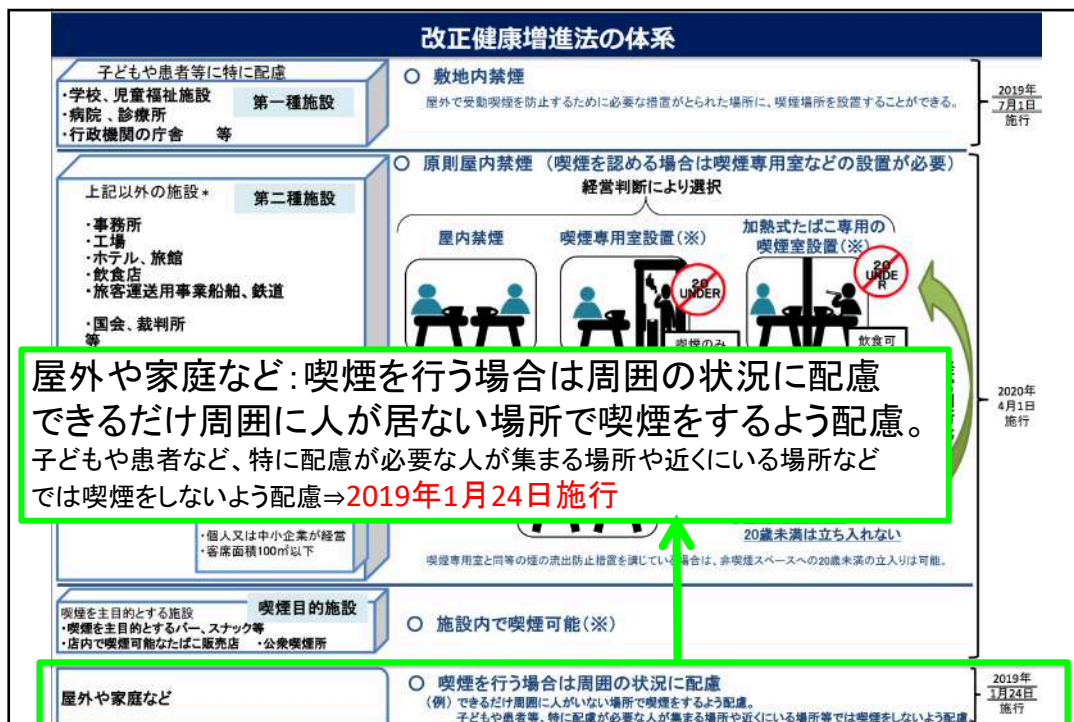 改正健康増進法の体系
子どもや患者等に特に配慮
・学校、児童福祉施設
・病院、診療所
・行政機関の庁舎 等
第一種施設
○ 敷地内禁煙
屋外で受動喫煙を防止するために必要な措置がとられた場所に、喫煙場所を設置することができる。
2019年
7月1日
施行
上記以外の施設*
第二種施設
・事務所
・工場
・ホテル、旅館
・飲食店
・旅客運送用事業船舶、鉄道
・国会、裁判所
等
○ 原則屋内禁煙 (喫煙を認める場合は喫煙専用室などの設置が必要)
経営判断により選択
屋内禁煙
喫煙専用室設置(※)
加熱式たばこ専用の
喫煙室設置(※)
20
UNDER
20
UNDE
R
喫煙のみ
飲食可
2020年
4月1日
施行
屋外や家庭など:喫煙を行う場合は周囲の状況に配慮
できるだけ周囲に人が居ない場所で喫煙をするよう配慮。
子どもや患者など、特に配慮が必要な人が集まる場所や近くにいる場所など
では喫煙をしないよう配慮⇒2019年1月24日施行
・個人又は中小企業が経営
・客席面積100㎡以下
20歳未満は立ち入れない
喫煙専用室と同等の煙の流出防止措置を講じている場合は、非喫煙スペースへの20歳未満の立入りは可能。
喫煙を主目的とする施設
喫煙目的施設
・喫煙を主目的とするバー、スナック等
・店内で喫煙可能なたばこ販売店 ・公衆喫煙所
○ 施設内で喫煙可能(※)
屋外や家庭など
○ 喫煙を行う場合は周囲の状況に配慮
(例) できるだけ周囲に人がいない場所で喫煙をするよう配慮。
子どもや患者等、特に配慮が必要な人が集まる場所や近くにいる場所等では喫煙をしないよう配慮。
2019年
1月24日
施行